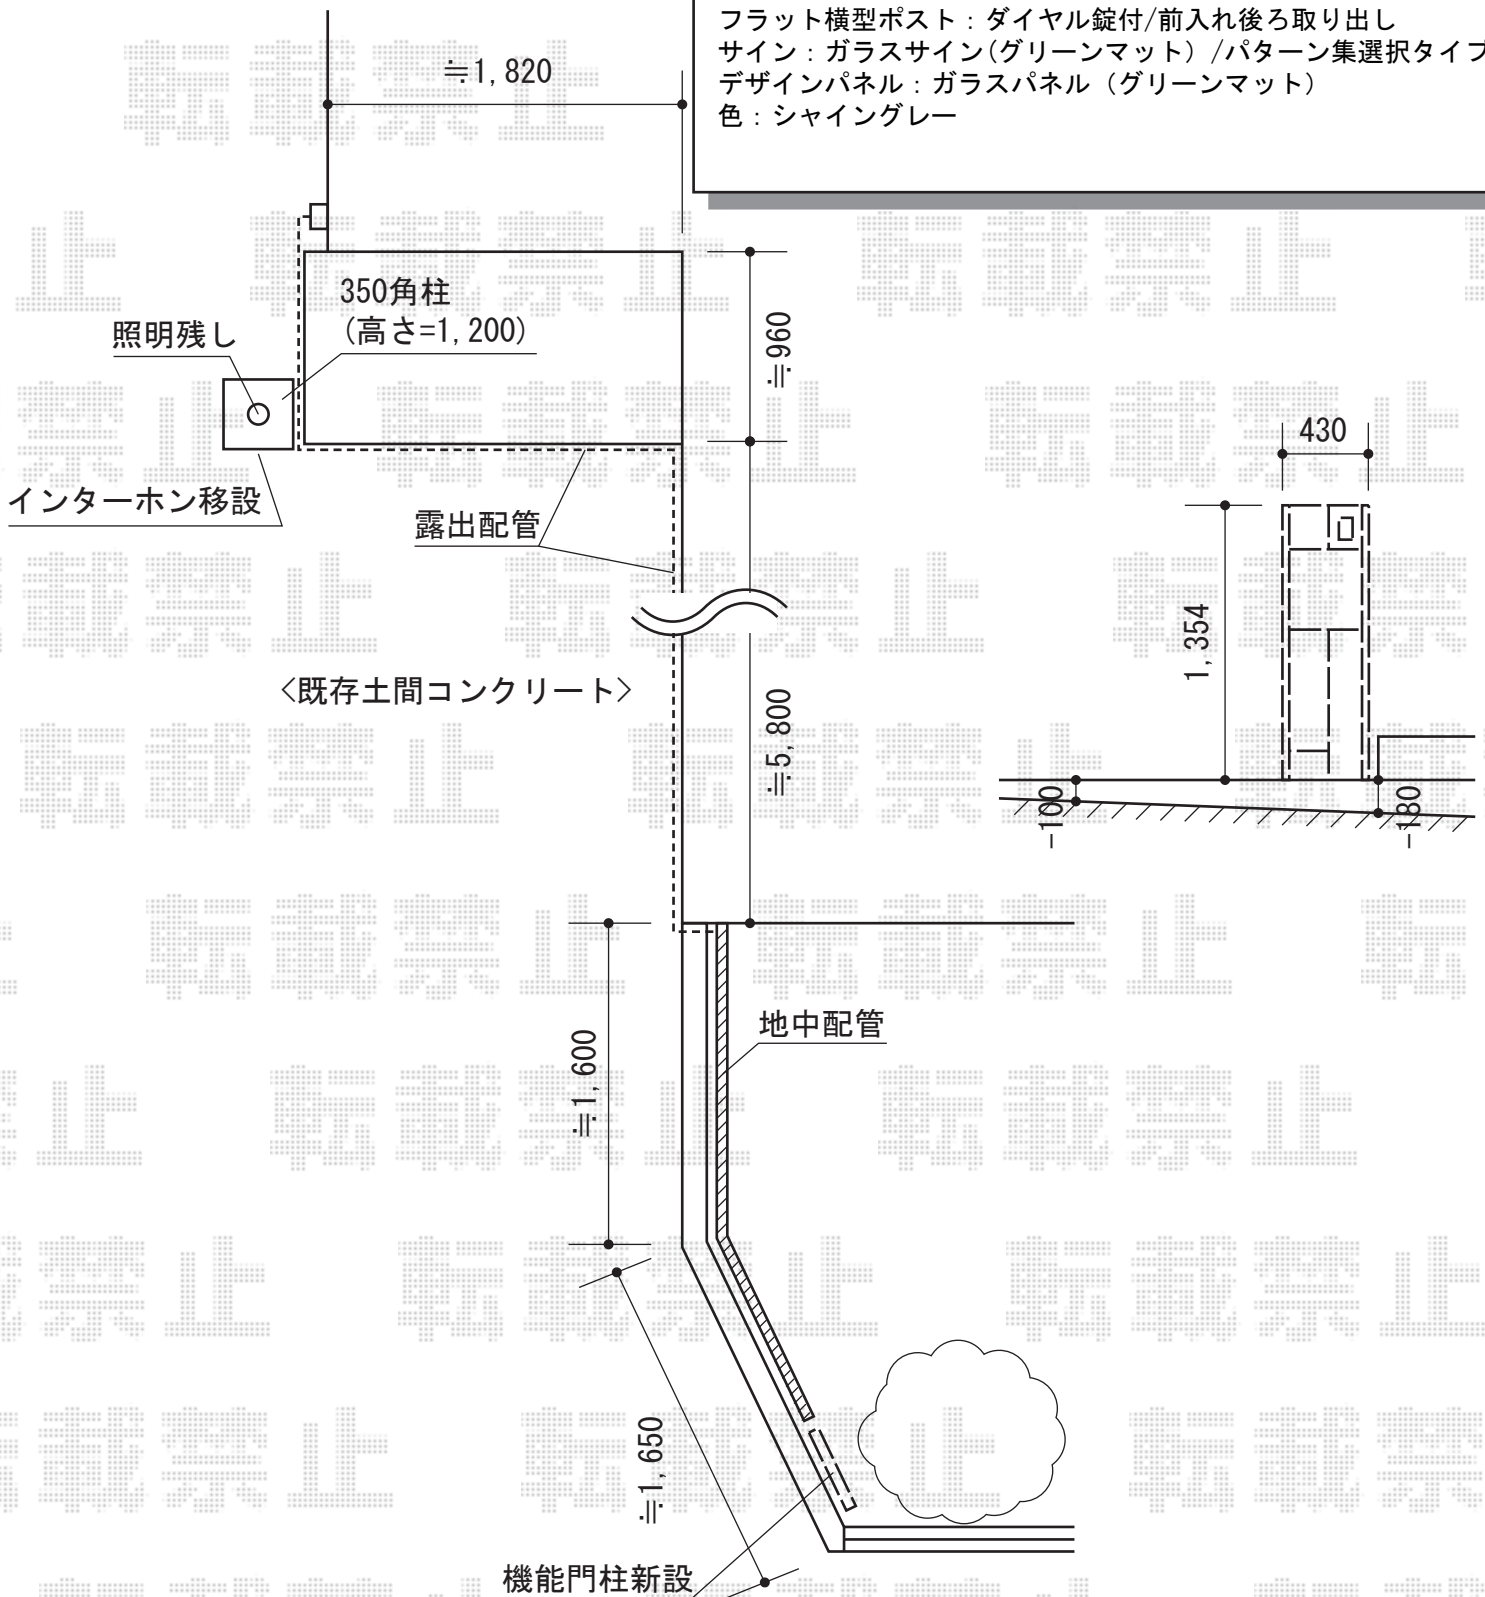 フラット横型ポスト：ダイヤル錠付/前入れ後ろ取り出し
サイン：ガラスサイン(グリーンマット）/パターン集選択タイプ
デザインパネル：ガラスパネル（グリーンマット）
色：シャイングレー
≒1,820
350角柱
(高さ=1,200)
照明残し
≒960
インターホン移設
露出配管
430
1,354
〈既存土間コンクリート〉
≒5,800
-100
-180
地中配管
≒1,600
≒1,650
機能門柱新設
転載禁止